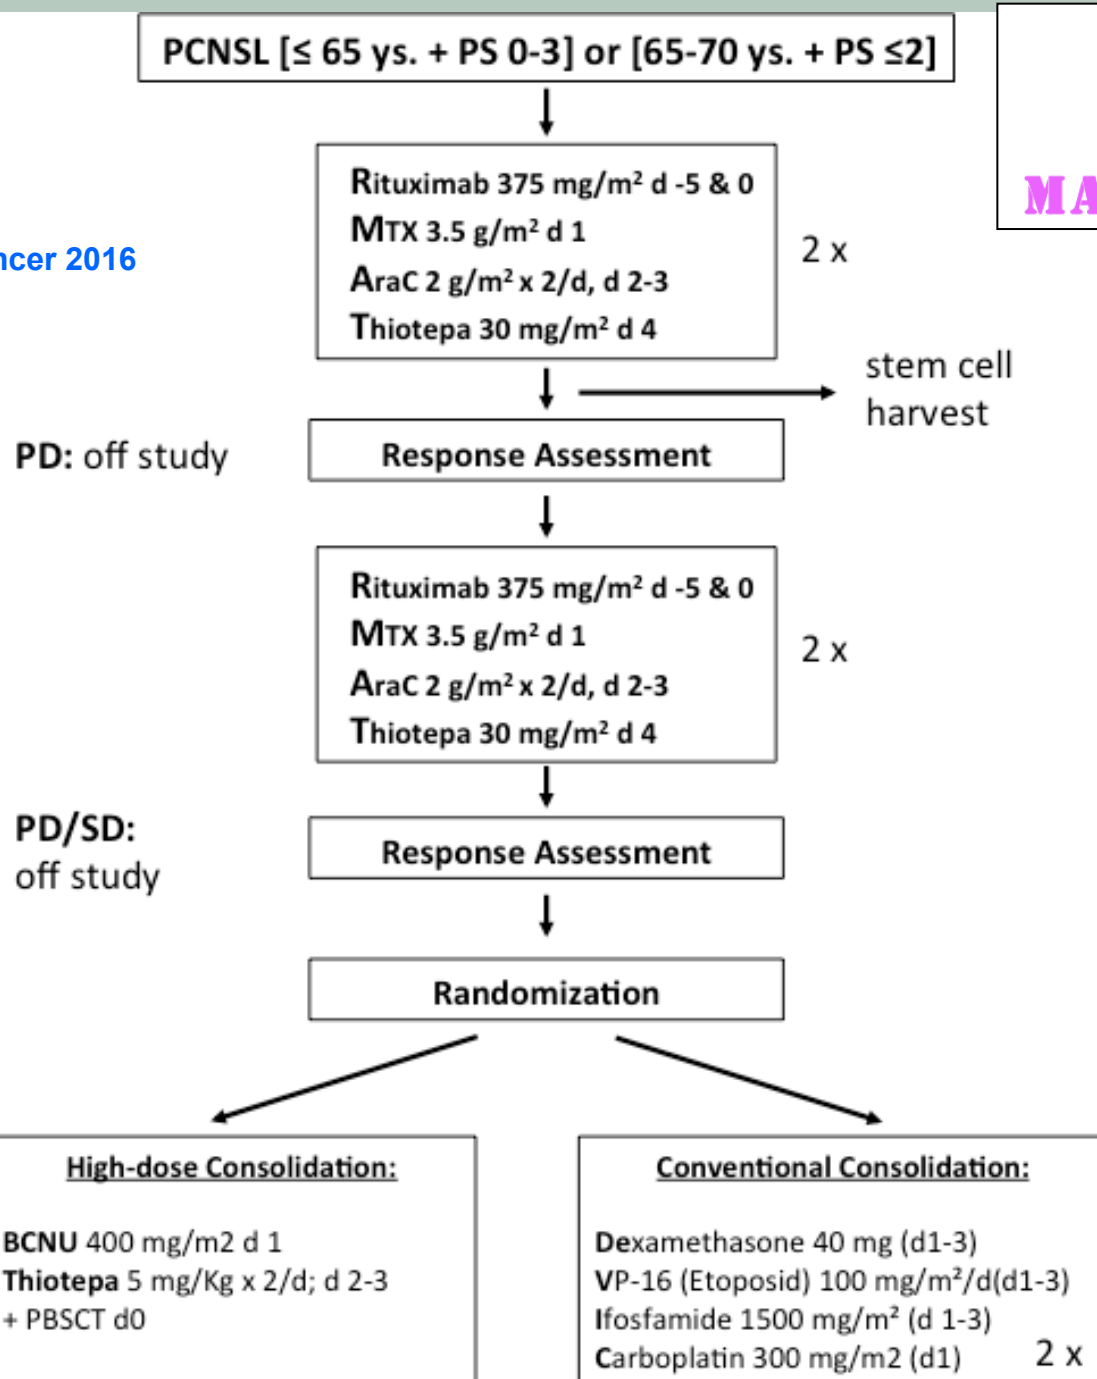 PCNSL [≤ 65 ys. + PS 0-3] or [65-70 ys. + PS ≤2]
MA
Rituximab 375 mg/m² d -5 & 0
MTX 3.5 g/m² d 1
AraC 2 g/m² x 2/d, d 2-3
Thiotepa 30 mg/m² d 4
2 x
ncer 2016
stem cell
harvest
PD: off study
Response Assessment
Rituximab 375 mg/m² d -5 & 0
MTX 3.5 g/m² d 1
AraC 2 g/m² x 2/d, d 2-3
Thiotepa 30 mg/m² d 4
2 x
PD/SD:
off study
Response Assessment
Randomization
High-dose Consolidation:
BCNU 400 mg/m2 d 1
Thiotepa 5 mg/Kg x 2/d; d 2-3
+ PBSCT d0
Conventional Consolidation:
Dexamethasone 40 mg (d1-3)
VP-16 (Etoposid) 100 mg/m²/d(d1-3)
Ifosfamide 1500 mg/m² (d 1-3)
Carboplatin 300 mg/m2 (d1)
2 x